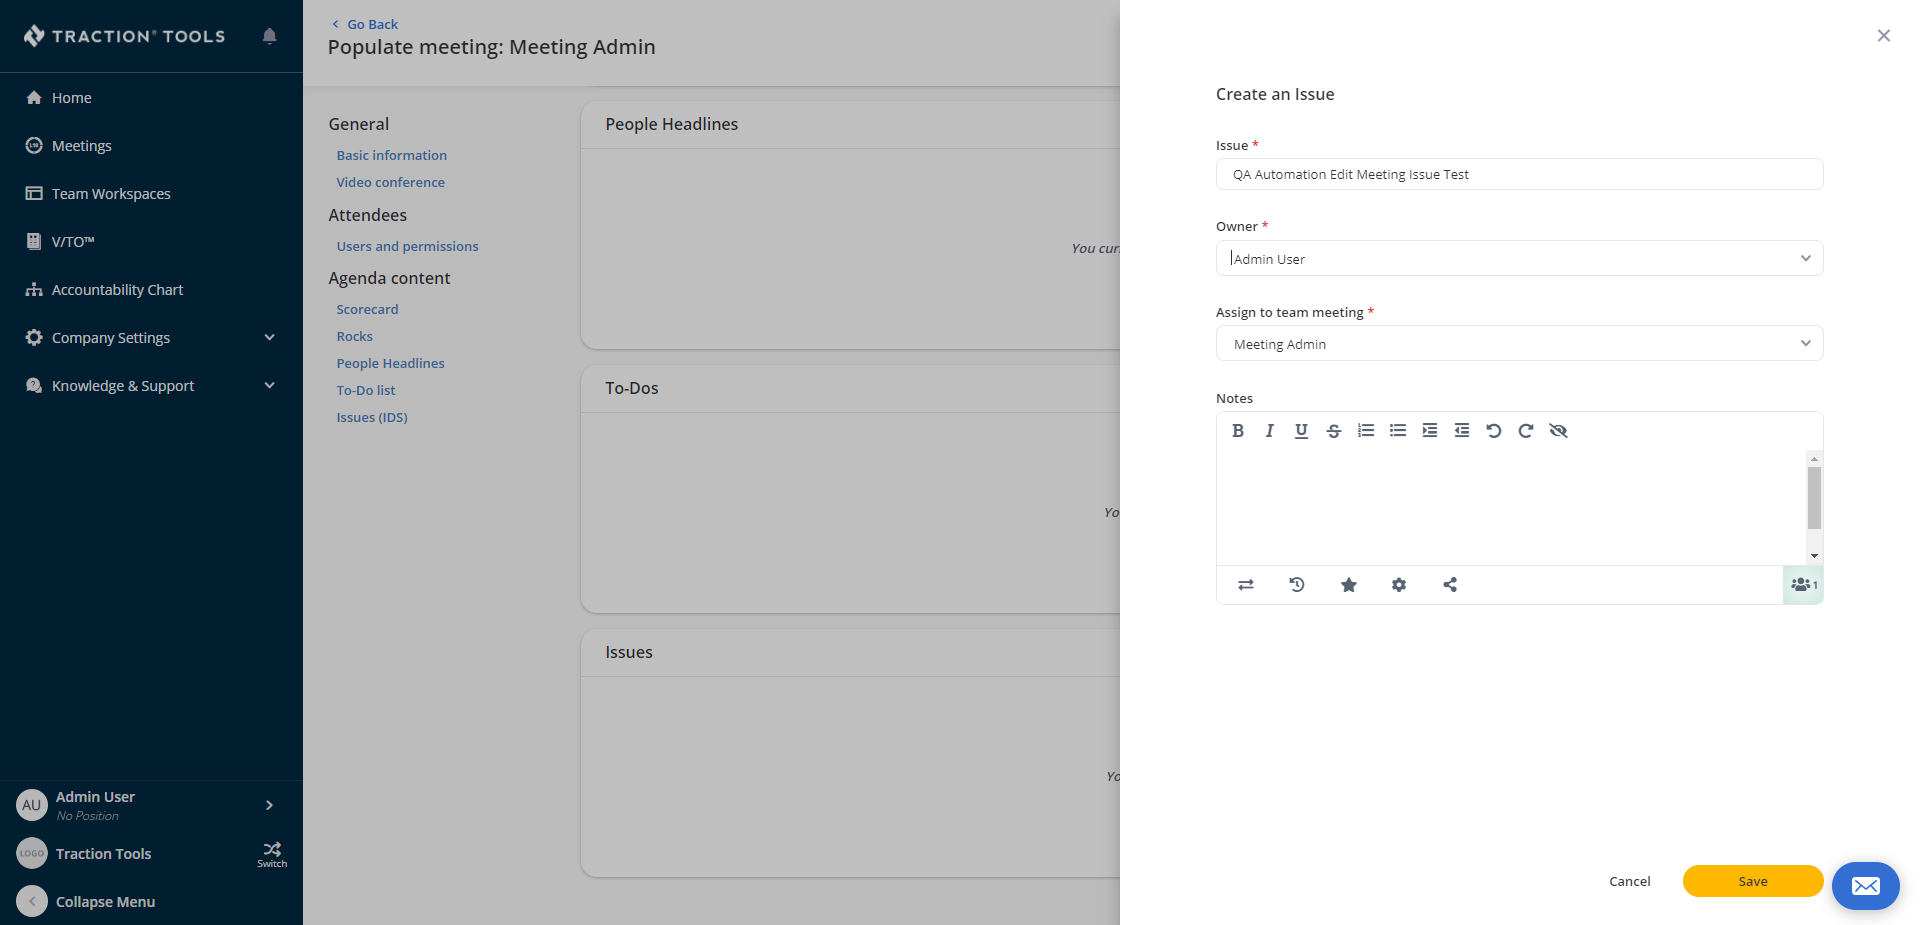 TRACTION® TOOLS
Home
Meetings
Team Workspaces
V/TO™
Accountability Chart
Company Settings
Knowledge & Support
AU
Admin User
No Position
LOGO
Traction Tools
Switch
Collapse Menu
Go Back
Populate meeting: Meeting Admin
General
Basic information
Video conference
Attendees
Users and permissions
Agenda content
Scorecard
Rocks
People Headlines
To-Do list
Issues (IDS)
People Headlines
You cur
To-Dos
Yo
Issues
Yo
Create an Issue
Issue *
QA Automation Edit Meeting Issue Test
Owner *
Admin User
Assign to team meeting *
Meeting Admin
Notes
B I U S
1
Cancel
Save